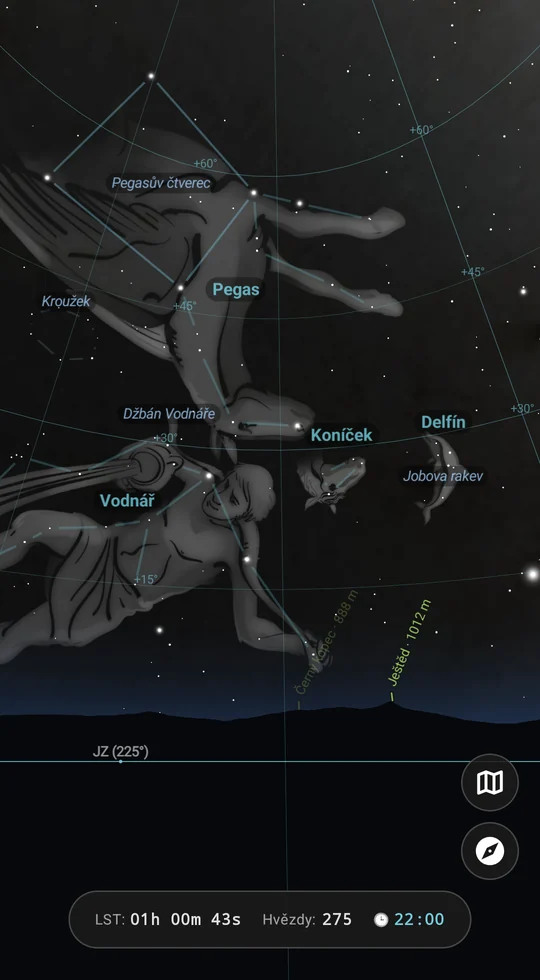 +60°
+60°
Pegasův čtverec
+45°
Pegas
Kroužek
+45°
+30°
Džbán Vodnáře
Delfín
Koníček
+30°
Jobova rakev
Vodnář
+15°
Černý kopec · 888 m
Ještěd · 1012 m
JZ (225°)
LST: 01h 00m 43s Hvězdy: 275 22:00